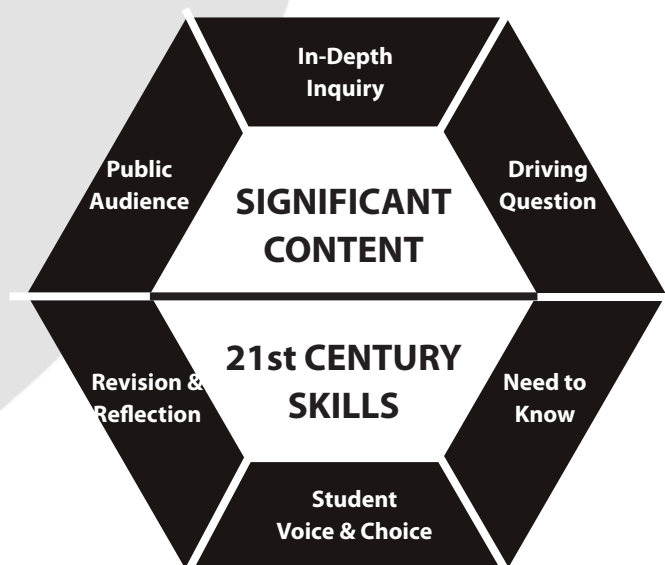 In-Depth
Inquiry
Public
Audience
Driving
Question
SIGNIFICANT
CONTENT
21st CENTURY
SKILLS
Revision &
Reflection
Need to
Know
Student
Voice & Choice